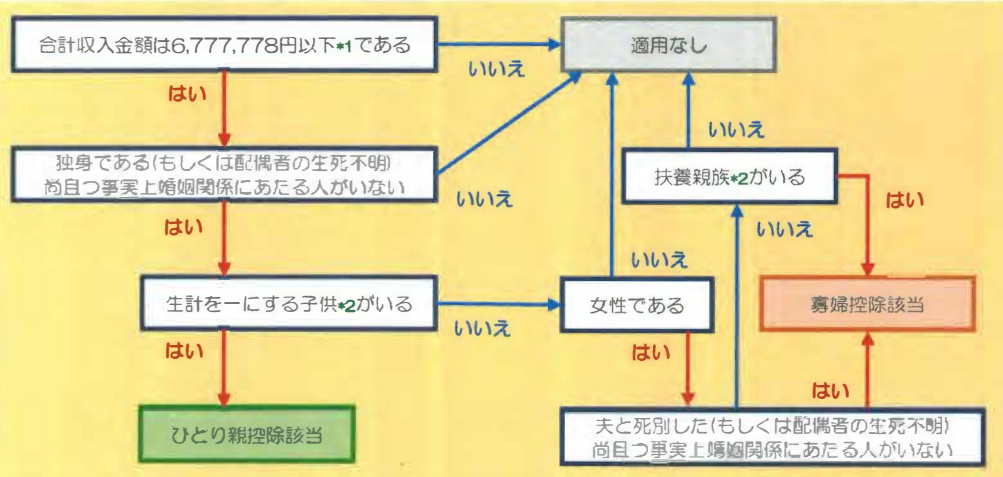 合計収入金額は6,777,778円以下*1である
適用なし
いいえ
はい
いいえ
独身である(もしくは配偶者の生死不明)
尚且つ事実上婚姻関係にあたる人がいない
扶養親族*2がいる
いいえ
はい
はい
いいえ
いいえ
生計を一にする子供*2がいる
女性である
寡婦控除該当
いいえ
はい
はい
はい
ひとり親控除該当
夫と死別した(もしくは配偶者の生死不明)
尚且つ事実上婚姻関係にあたる人がいない